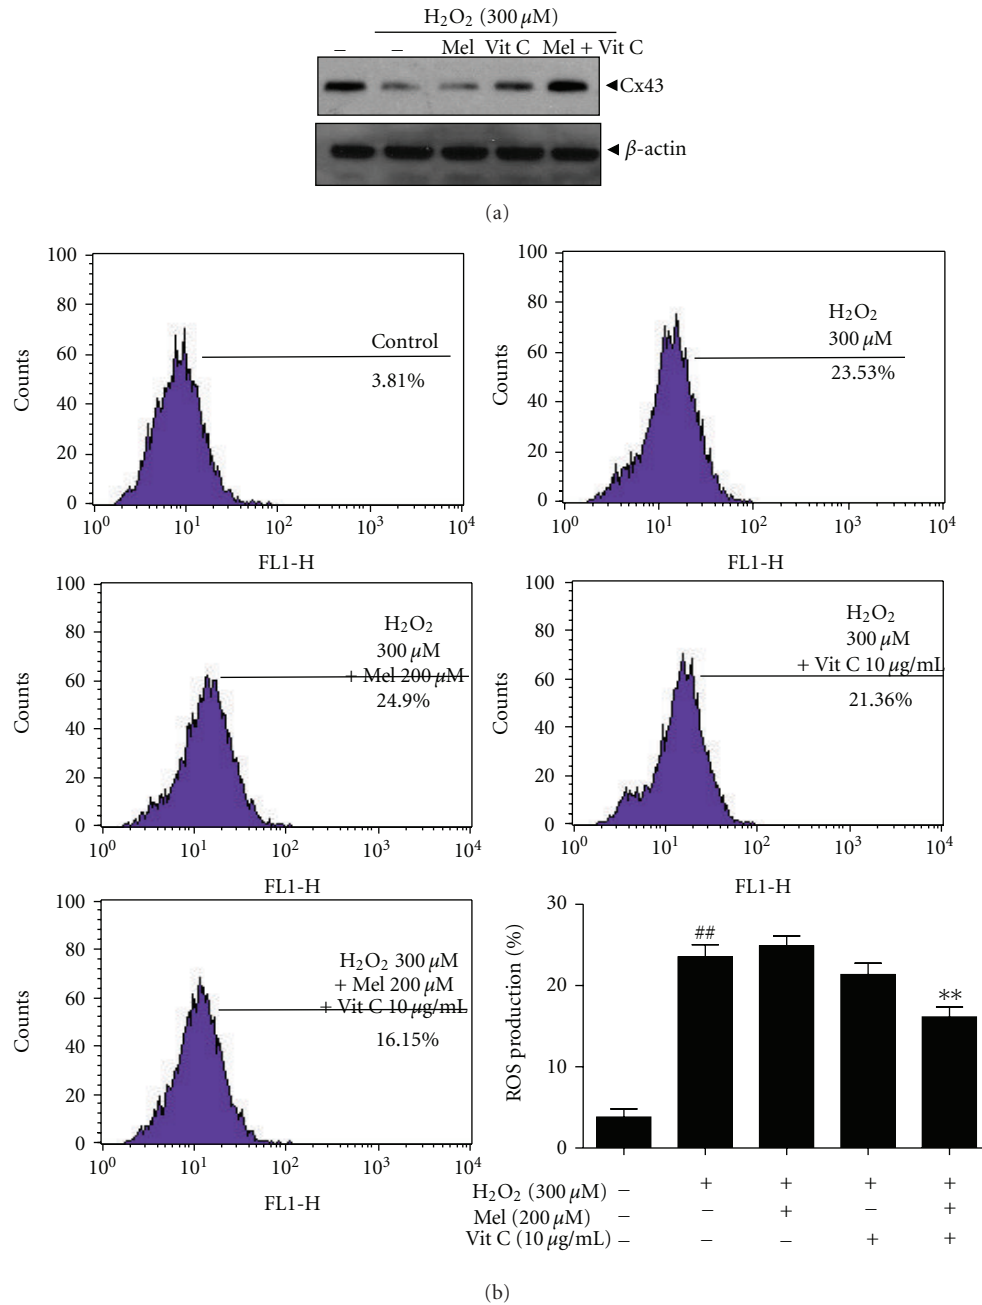 H2O2 (300 μM)
– – Mel Vit C Mel + Vit C
Cx43
β-actin
(a)
100
80
60
40
20
0
Counts
Control
3.81%
10^0 10^1 10^2 10^3 10^4
FL1-H
100
80
60
40
20
0
Counts
H2O2
300 μM
23.53%
10^0 10^1 10^2 10^3 10^4
FL1-H
100
80
60
40
20
0
Counts
H2O2
300 μM
+ Mel 200 μM
24.9%
10^0 10^1 10^2 10^3 10^4
FL1-H
100
80
60
40
20
0
Counts
H2O2
300 μM
+ Vit C 10 μg/mL
21.36%
10^0 10^1 10^2 10^3 10^4
FL1-H
100
80
60
40
20
0
Counts
H2O2 300 μM
+ Mel 200 μM
+ Vit C 10 μg/mL
16.15%
10^0 10^1 10^2 10^3 10^4
FL1-H
30
20
10
0
ROS production (%)
##
**
H2O2 (300 μM) – + + + +
Mel (200 μM) – – + – +
Vit C (10 μg/mL) – – – + +
(b)